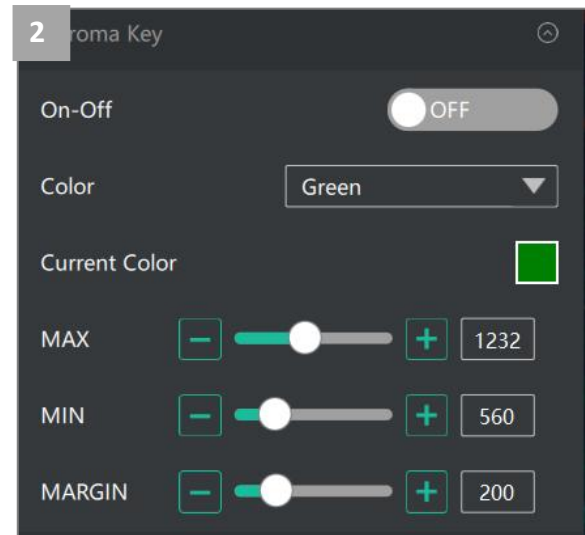 2 roma Key
On-Off OFF
Color Green
Current Color
MAX 1232
MIN 560
MARGIN 200